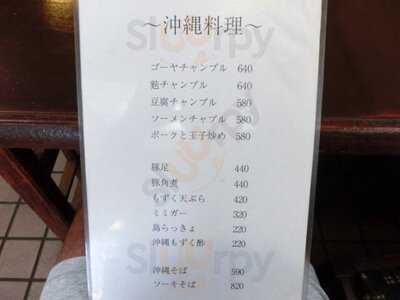 ～沖縄料理～
ゴーヤチャンプル 640
麩チャンプル 640
豆腐チャンプル 580
ソーメンチャプル 580
ポークと玉子炒め 580
豚足 440
豚角煮 440
もずく天ぷら 420
ミミガー 320
島らっきょ 220
沖縄もずく酢 220
沖縄そば 590
ソーキそば 820